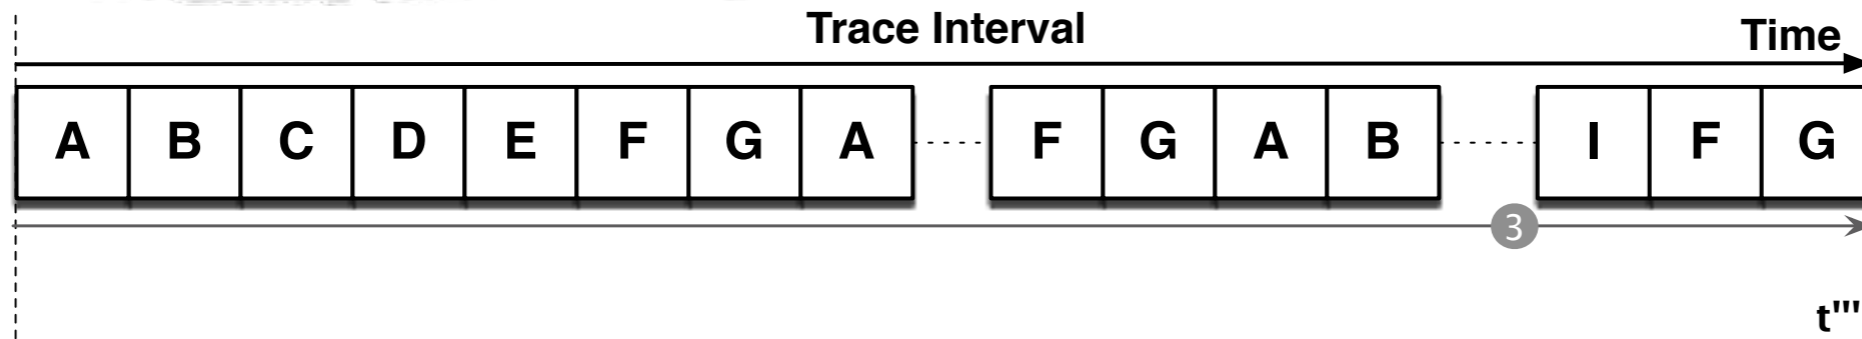 Trace Interval
Time
A B C D E F G A F G A B I F G
3
t'''